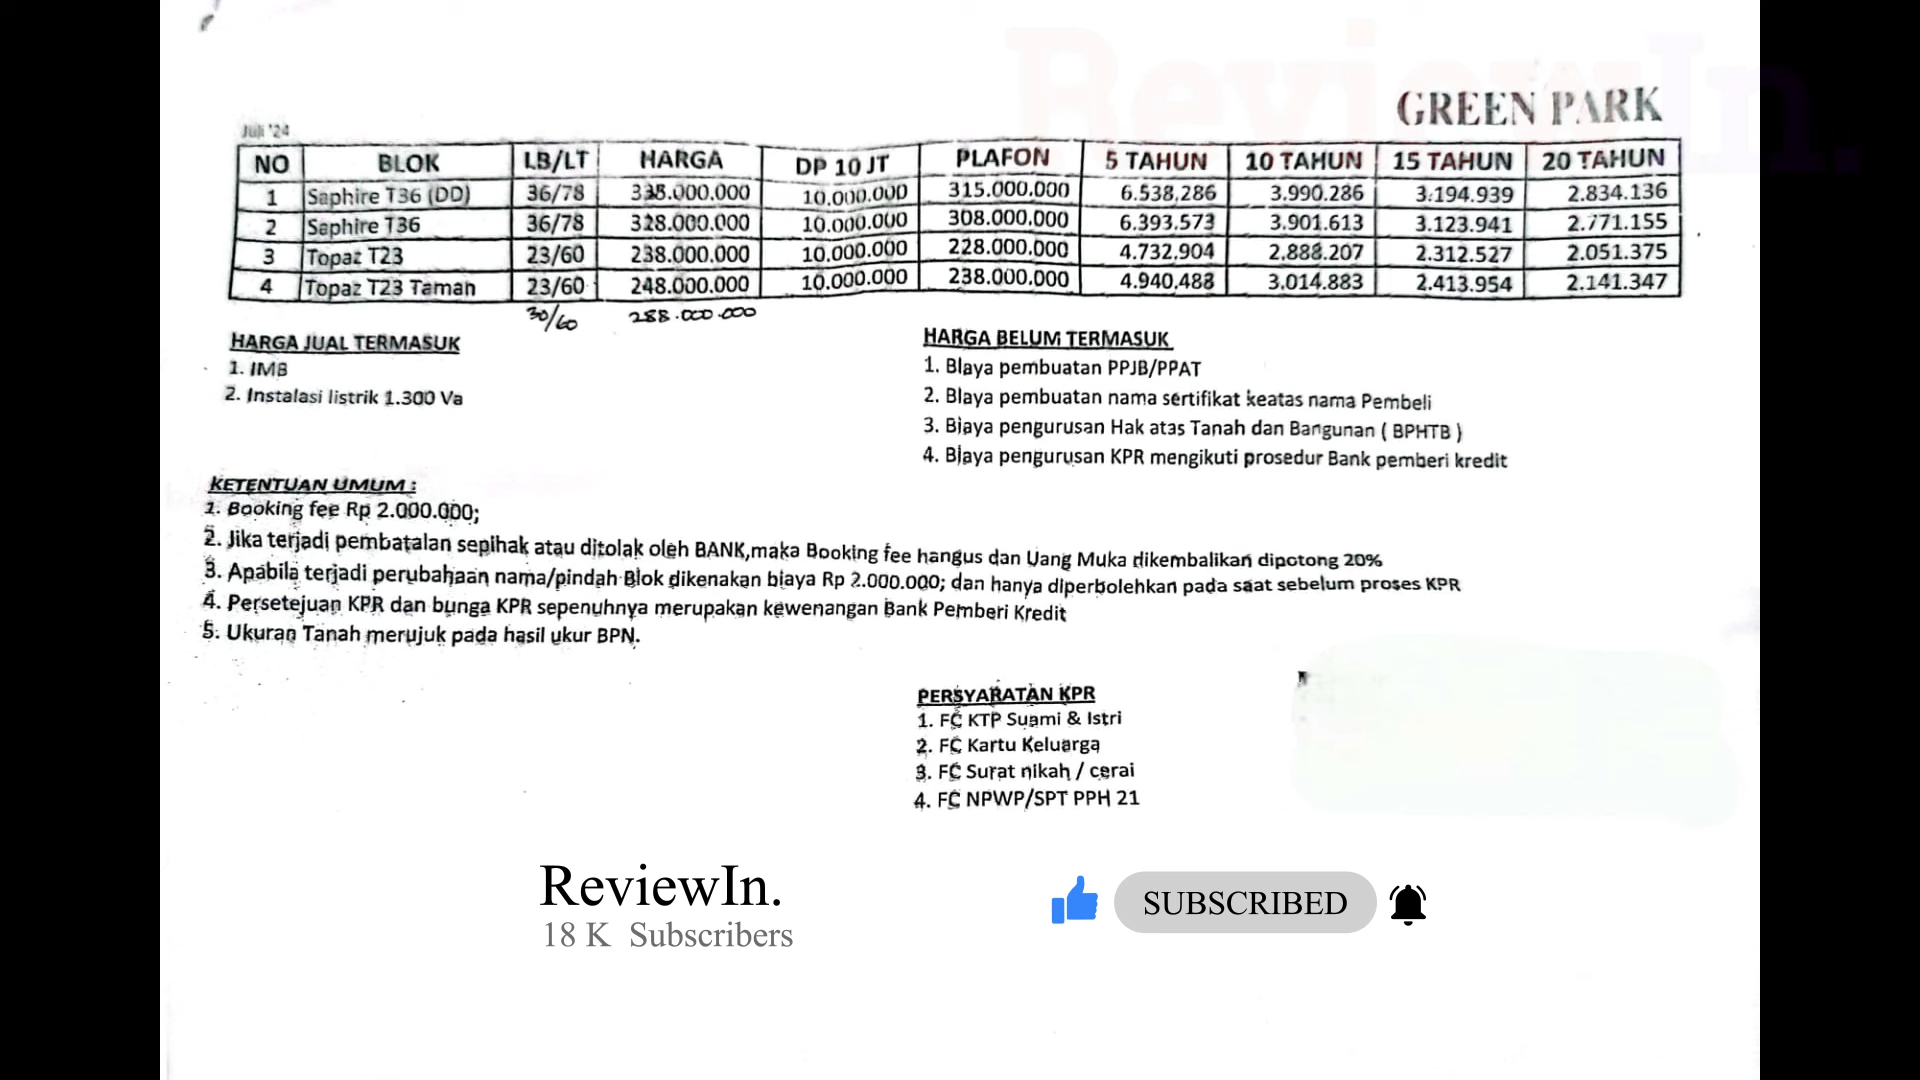 ReviewIn.
GREEN PARK
Juli '24
NO BLOK LB/LT HARGA DP 10 JT PLAFON 5 TAHUN 10 TAHUN 15 TAHUN 20 TAHUN
1 Saphire T36 (DD) 36/78 10.000.000 315.000.000 6.538,286 3.990.286 3.194.939 2.834.136
2 Saphire T36 36/78 328.000.000 10.000.000 308.000.000 6.393.573 3.901.613 3.123.941 2.771.155
3 Topaz T23 23/60 238.000.000 10.000.000 228.000.000 4.732,904 2,888.207 2.312.527 2.051.375
4 Topaz T23 Taman 23/60 248.000.000 10.000.000 238.000.000 4.940,488 3.014.883 2.413.954 2.141.347
30/60 288.000.000
HARGA JUAL TERMASUK
1. IMB
2. Instalasi listrik 1.300 Va
HARGA BELUM TERMASUK
1. Biaya pembuatan PPJB/PPAT
2. Biaya pembuatan nama sertifikat keatas nama Pembeli
3. Biaya pengurusan Hak atas Tanah dan Bangunan ( BPHTB )
4. Biaya pengurusan KPR mengikuti prosedur Bank pemberi kredit
KETENTUAN UMUM :
1. Booking fee Rp 2.000.000;
2. Jika terjadi pembatalan sepihak atau ditolak oleh BANK,maka Booking fee hangus dan Uang Muka dikembalikan dipotong 20%
3. Apabila terjadi perubahaan nama/pindah Blok dikenakan biaya Rp 2.000.000; dan hanya diperbolehkan pada saat sebelum proses KPR
4. Persetejuan KPR dan bunga KPR sepenuhnya merupakan kewenangan Bank Pemberi Kredit
5. Ukuran Tanah merujuk pada hasil ukur BPN.
PERSYARATAN KPR
1. FC KTP Suami & Istri
2. FC Kartu Keluarga
3. FC Surat nikah / cerai
4. FC NPWP/SPT PPH 21
ReviewIn.
18 K Subscribers
SUBSCRIBED